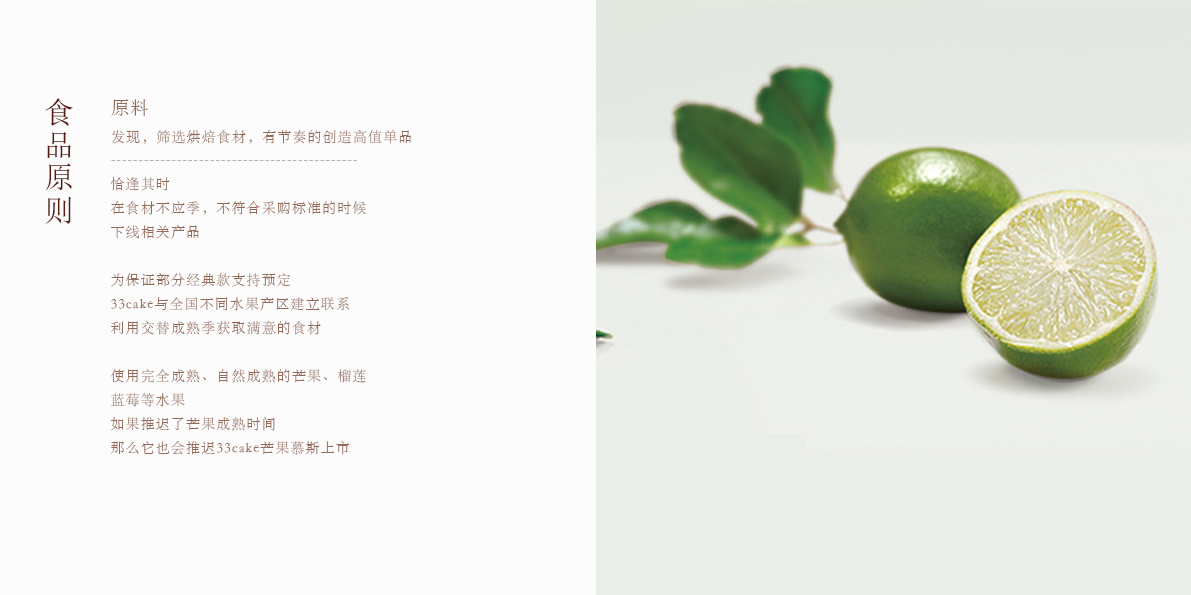 食品原则
原料
发现，筛选烘焙食材，有节奏的创造高值单品
恰逢其时
在食材不应季，不符合采购标准的时候
下线相关产品
为保证部分经典款支持预定
33cake与全国不同水果产区建立联系
利用交替成熟季获取满意的食材
使用完全成熟、自然成熟的芒果、榴莲
蓝莓等水果
如果推迟了芒果成熟时间
那么它也会推迟33cake芒果慕斯上市